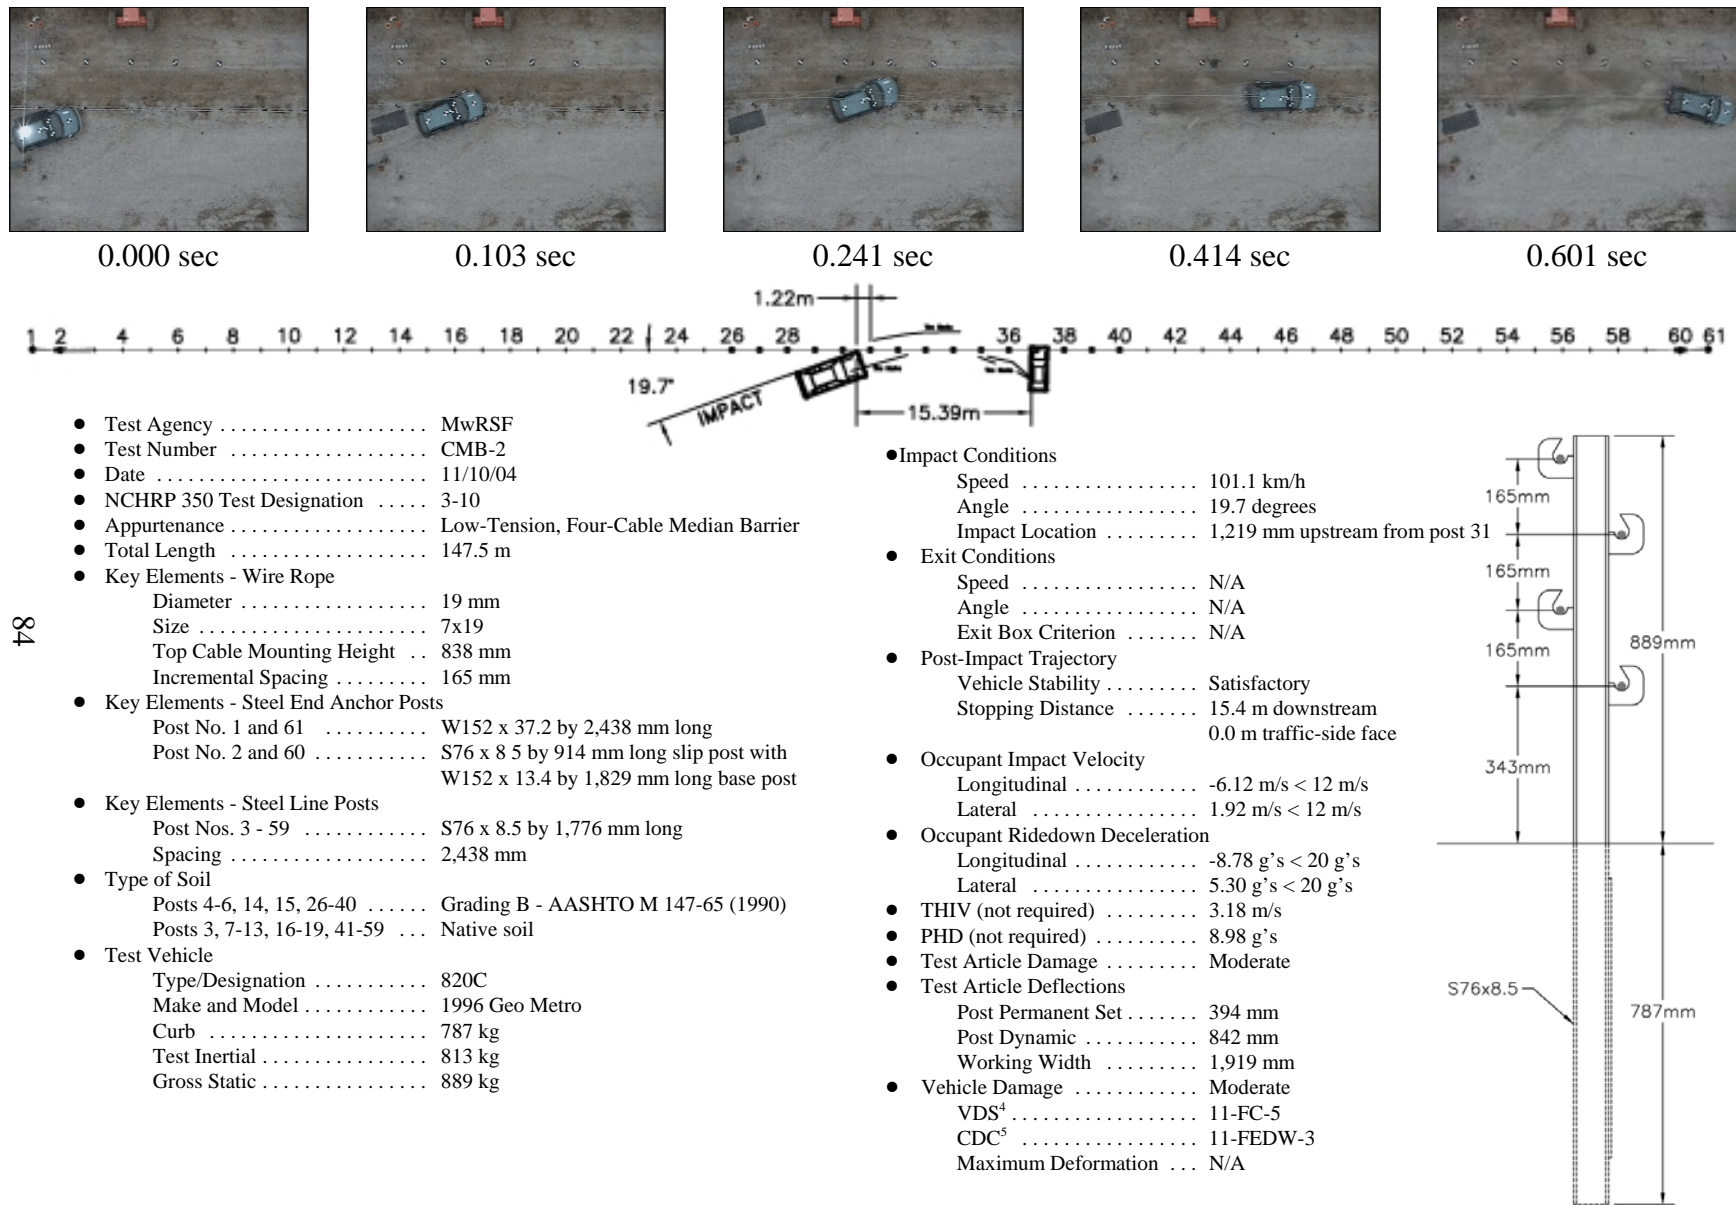 0.000 sec
0.103 sec
0.241 sec
0.414 sec
0.601 sec
1.22m
1 2 4 6 8 10 12 14 16 18 20 22 24 26 28 36 38 40 42 44 46 48 50 52 54 56 58 60 61
19.7°
IMPACT
15.39m
● Test Agency . . . . . . . . . . . . . . . . . . . . MwRSF
● Test Number . . . . . . . . . . . . . . . . . . . CMB-2
● Date . . . . . . . . . . . . . . . . . . . . . . . . . . 11/10/04
● NCHRP 350 Test Designation . . . . . 3-10
● Appurtenance . . . . . . . . . . . . . . . . . . . Low-Tension, Four-Cable Median Barrier
● Total Length . . . . . . . . . . . . . . . . . . . 147.5 m
● Key Elements - Wire Rope
Diameter . . . . . . . . . . . . . . . . . . 19 mm
Size . . . . . . . . . . . . . . . . . . . . . . 7x19
Top Cable Mounting Height . . 838 mm
Incremental Spacing . . . . . . . . . 165 mm
● Key Elements - Steel End Anchor Posts
Post No. 1 and 61 . . . . . . . . . . W152 x 37.2 by 2,438 mm long
Post No. 2 and 60 . . . . . . . . . . . S76 x 8 5 by 914 mm long slip post with
W152 x 13.4 by 1,829 mm long base post
● Key Elements - Steel Line Posts
Post Nos. 3 - 59 . . . . . . . . . . . . S76 x 8.5 by 1,776 mm long
Spacing . . . . . . . . . . . . . . . . . . . 2,438 mm
● Type of Soil
Posts 4-6, 14, 15, 26-40 . . . . . . Grading B - AASHTO M 147-65 (1990)
Posts 3, 7-13, 16-19, 41-59 . . . Native soil
● Test Vehicle
Type/Designation . . . . . . . . . . . 820C
Make and Model . . . . . . . . . . . . 1996 Geo Metro
Curb . . . . . . . . . . . . . . . . . . . . . 787 kg
Test Inertial . . . . . . . . . . . . . . . . 813 kg
Gross Static . . . . . . . . . . . . . . . . 889 kg
84
●Impact Conditions
Speed . . . . . . . . . . . . . . . . . 101.1 km/h
Angle . . . . . . . . . . . . . . . . . 19.7 degrees
Impact Location . . . . . . . . . 1,219 mm upstream from post 31
● Exit Conditions
Speed . . . . . . . . . . . . . . . . . N/A
Angle . . . . . . . . . . . . . . . . . N/A
Exit Box Criterion . . . . . . . N/A
● Post-Impact Trajectory
Vehicle Stability . . . . . . . . . Satisfactory
Stopping Distance . . . . . . . 15.4 m downstream
0.0 m traffic-side face
● Occupant Impact Velocity
Longitudinal . . . . . . . . . . . . -6.12 m/s < 12 m/s
Lateral . . . . . . . . . . . . . . . . 1.92 m/s < 12 m/s
● Occupant Ridedown Deceleration
Longitudinal . . . . . . . . . . . . -8.78 g’s < 20 g’s
Lateral . . . . . . . . . . . . . . . . 5.30 g’s < 20 g’s
● THIV (not required) . . . . . . . . . 3.18 m/s
● PHD (not required) . . . . . . . . . . 8.98 g’s
● Test Article Damage . . . . . . . . . Moderate
● Test Article Deflections
Post Permanent Set . . . . . . . 394 mm
Post Dynamic . . . . . . . . . . . 842 mm
Working Width . . . . . . . . . 1,919 mm
● Vehicle Damage . . . . . . . . . . . . Moderate
VDS⁴ . . . . . . . . . . . . . . . . . . 11-FC-5
CDC⁵ . . . . . . . . . . . . . . . . . 11-FEDW-3
Maximum Deformation . . . N/A
165mm
165mm
165mm
889mm
343mm
S76x8.5
787mm